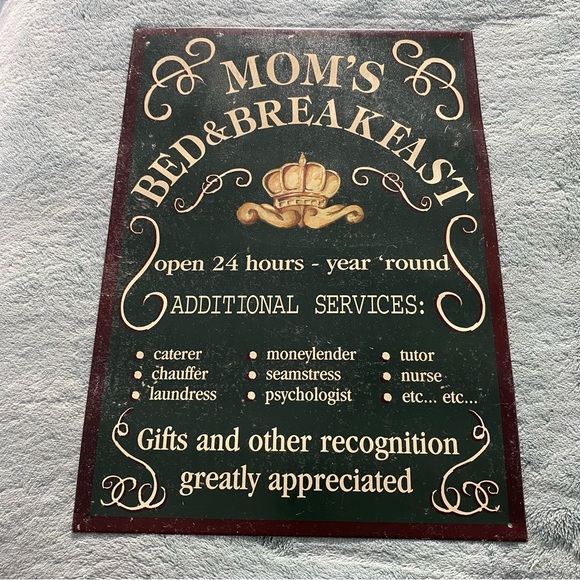 MOM'S
BED&BREAKFAST
open 24 hours - year 'round
ADDITIONAL SERVICES:
• caterer • moneylender • tutor
• chauffer • seamstress • nurse
• laundress • psychologist • etc... etc...
Gifts and other recognition
greatly appreciated